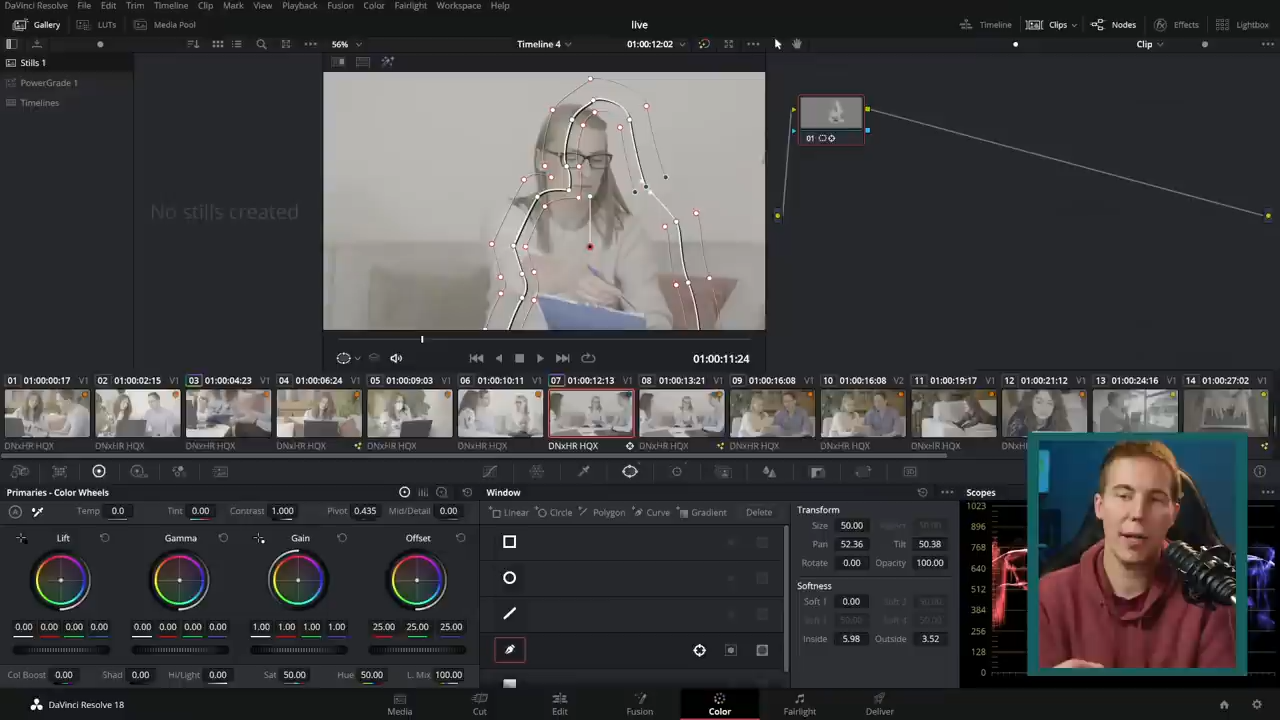 DaVinci Resolve File Edit Trim Timeline Clip Mark View Playback Fusion Color Fairlight Workspace Help
Gallery LUTs Media Pool live Timeline Clips Nodes Effects Lightbox
56% Timeline 4 01:00:12:02 Clip
Stills 1
PowerGrade 1
Timelines
No stills created
01
01:00:11:24
01 01:00:00:17 V1 02 01:00:02:15 V1 03 01:00:04:23 V1 04 01:00:06:24 V1 05 01:00:09:03 V1 06 01:00:10:11 V1 07 01:00:12:13 V1 08 01:00:13:21 V1 09 01:00:16:08 V1 10 01:00:16:08 V2 11 01:00:19:17 V1 12 01:00:21:12 V1 13 01:00:24:16 V1 14 01:00:27:02 V1
DNxHR HQX DNxHR HQX DNxHR HQX DNxHR HQX DNxHR HQX DNxHR HQX DNxHR HQX DNxHR HQX DNxHR HQX DNxHR HQX DNxHR HQX DNxHR HQX
Primaries - Color Wheels Window Scopes
Temp 0.0 Tint 0.00 Contrast 1.000 Pivot 0.435 Mid/Detail 0.00
Linear Circle Polygon Curve Gradient Delete
Transform
Lift Gamma Gain Offset
Size 50.00
Pan 52.36 Tilt 50.38
Rotate 0.00 Opacity 100.00
Softness
Soft 1 0.00 Soft 2 50.00
Inside 5.98 Outside 3.52
0.00 0.00 0.00 0.00 0.00 0.00 0.00 0.00 1.00 1.00 1.00 1.00 25.00 25.00 25.00
Col Boost 0.00 Shad 0.00 Hi/Light 0.00 Sat 50.00 Hue 50.00 L. Mix 100.00
1023
896
768
640
512
384
256
128
0
DaVinci Resolve 18 Media Cut Edit Fusion Color Fairlight Deliver